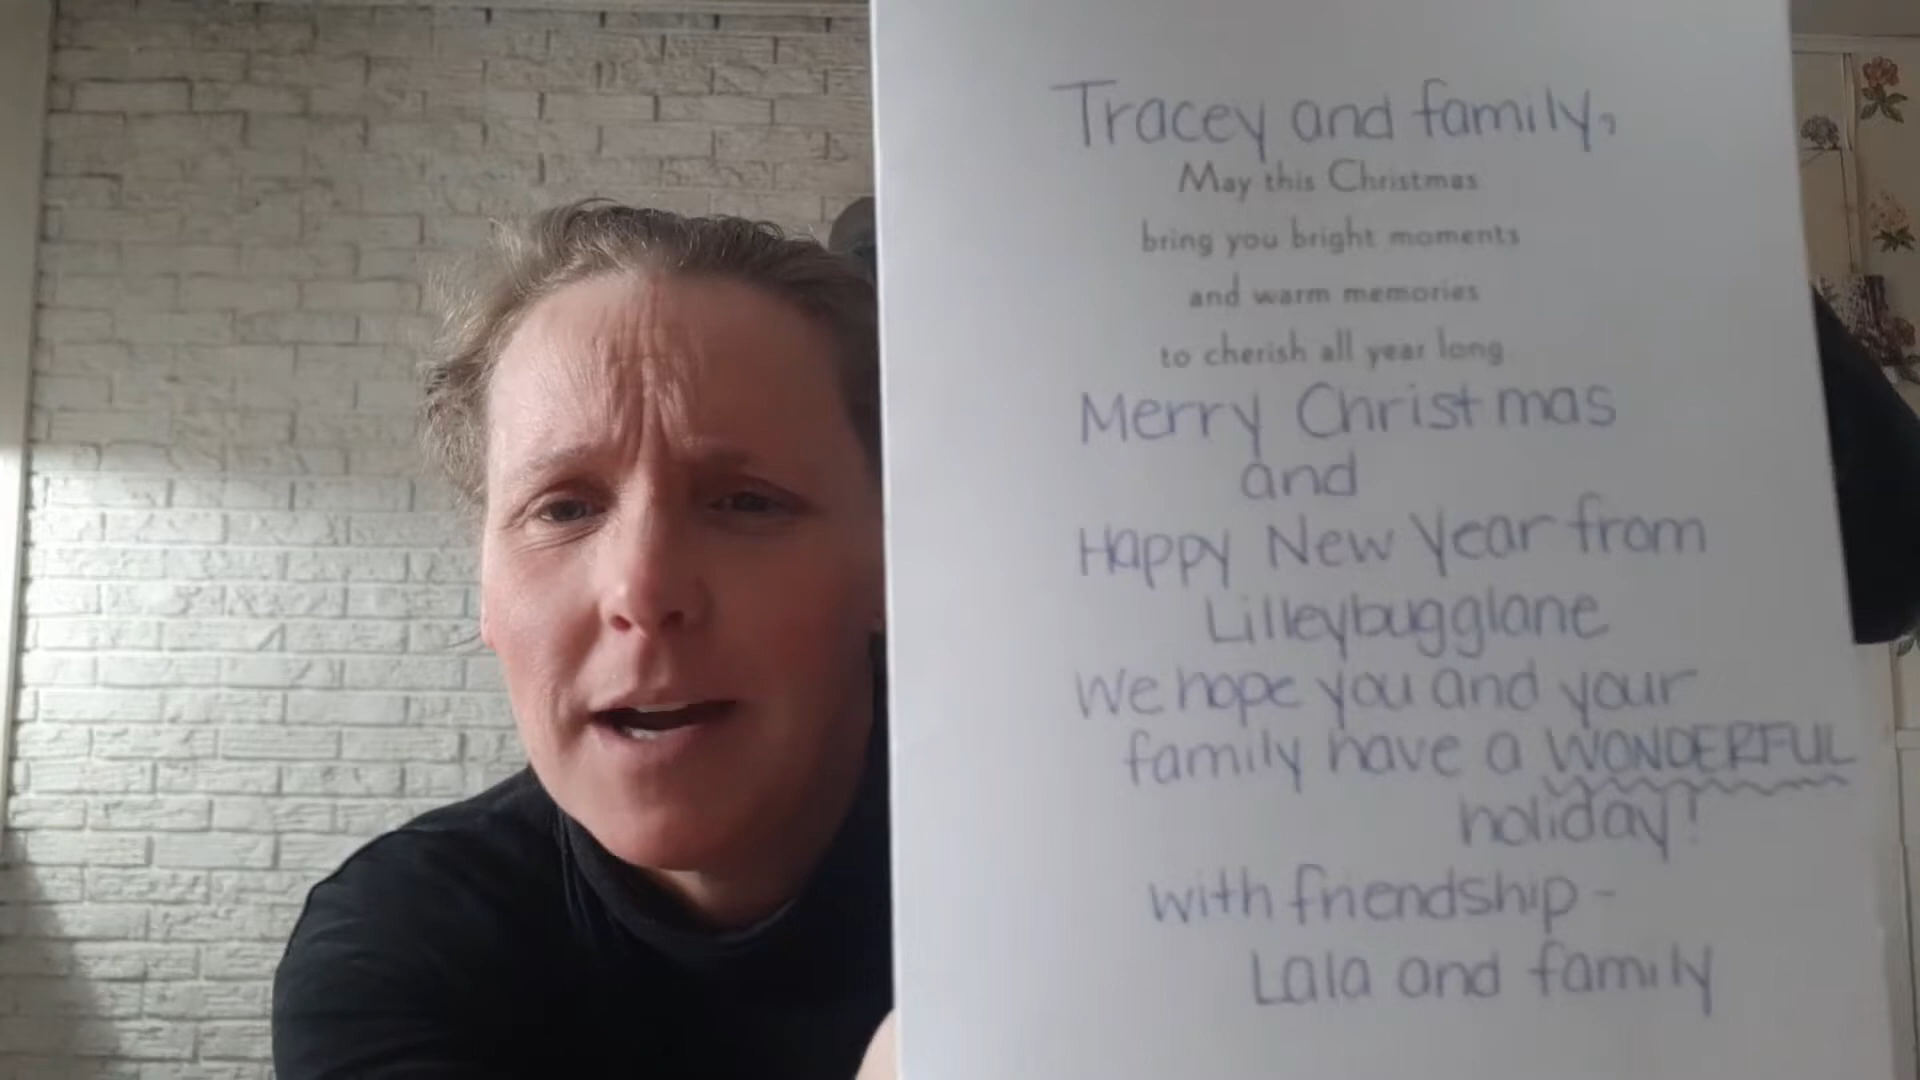 Tracey and family,
May this Christmas
bring you bright moments
and warm memories
to cherish all year long
Merry Christmas
and
Happy New Year from
Lilleybugglane
We hope you and your
family have a WONDERFUL
holiday!
with friendship -
Lala and family